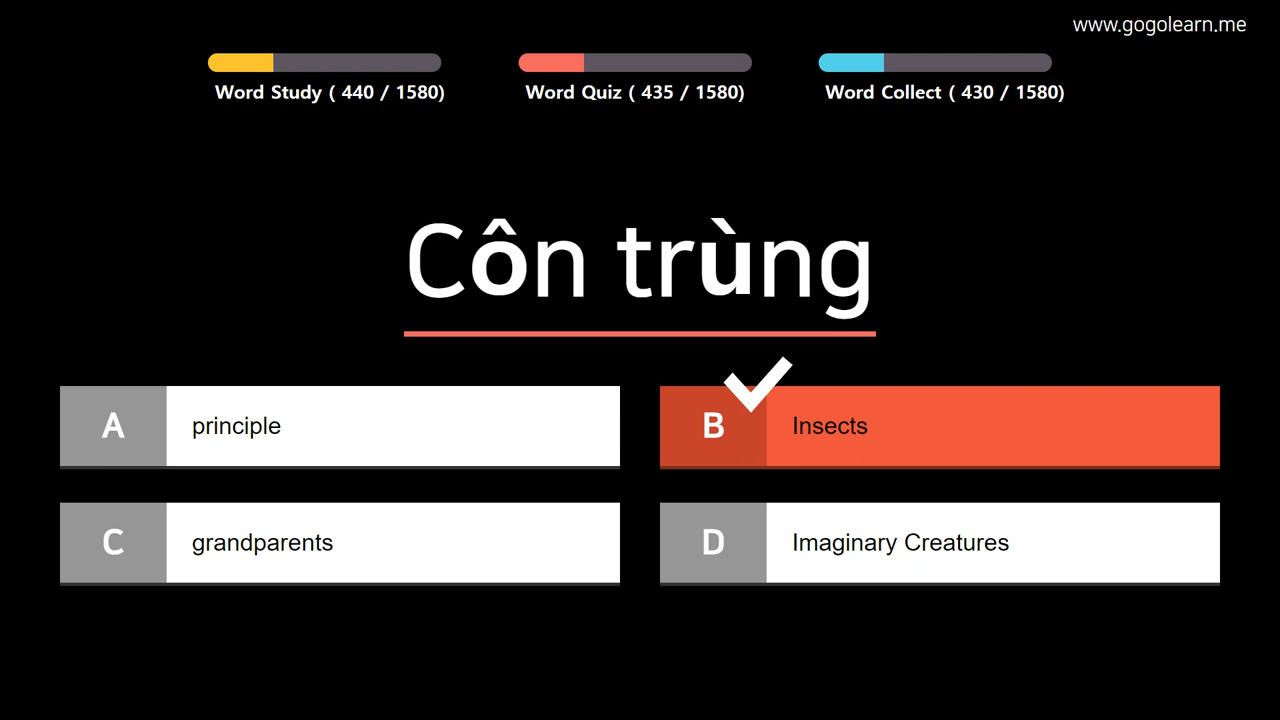 www.gogolearn.me
Word Study ( 440 / 1580)
Word Quiz ( 435 / 1580)
Word Collect ( 430 / 1580)
Côn trùng
A principle
B Insects
C grandparents
D Imaginary Creatures